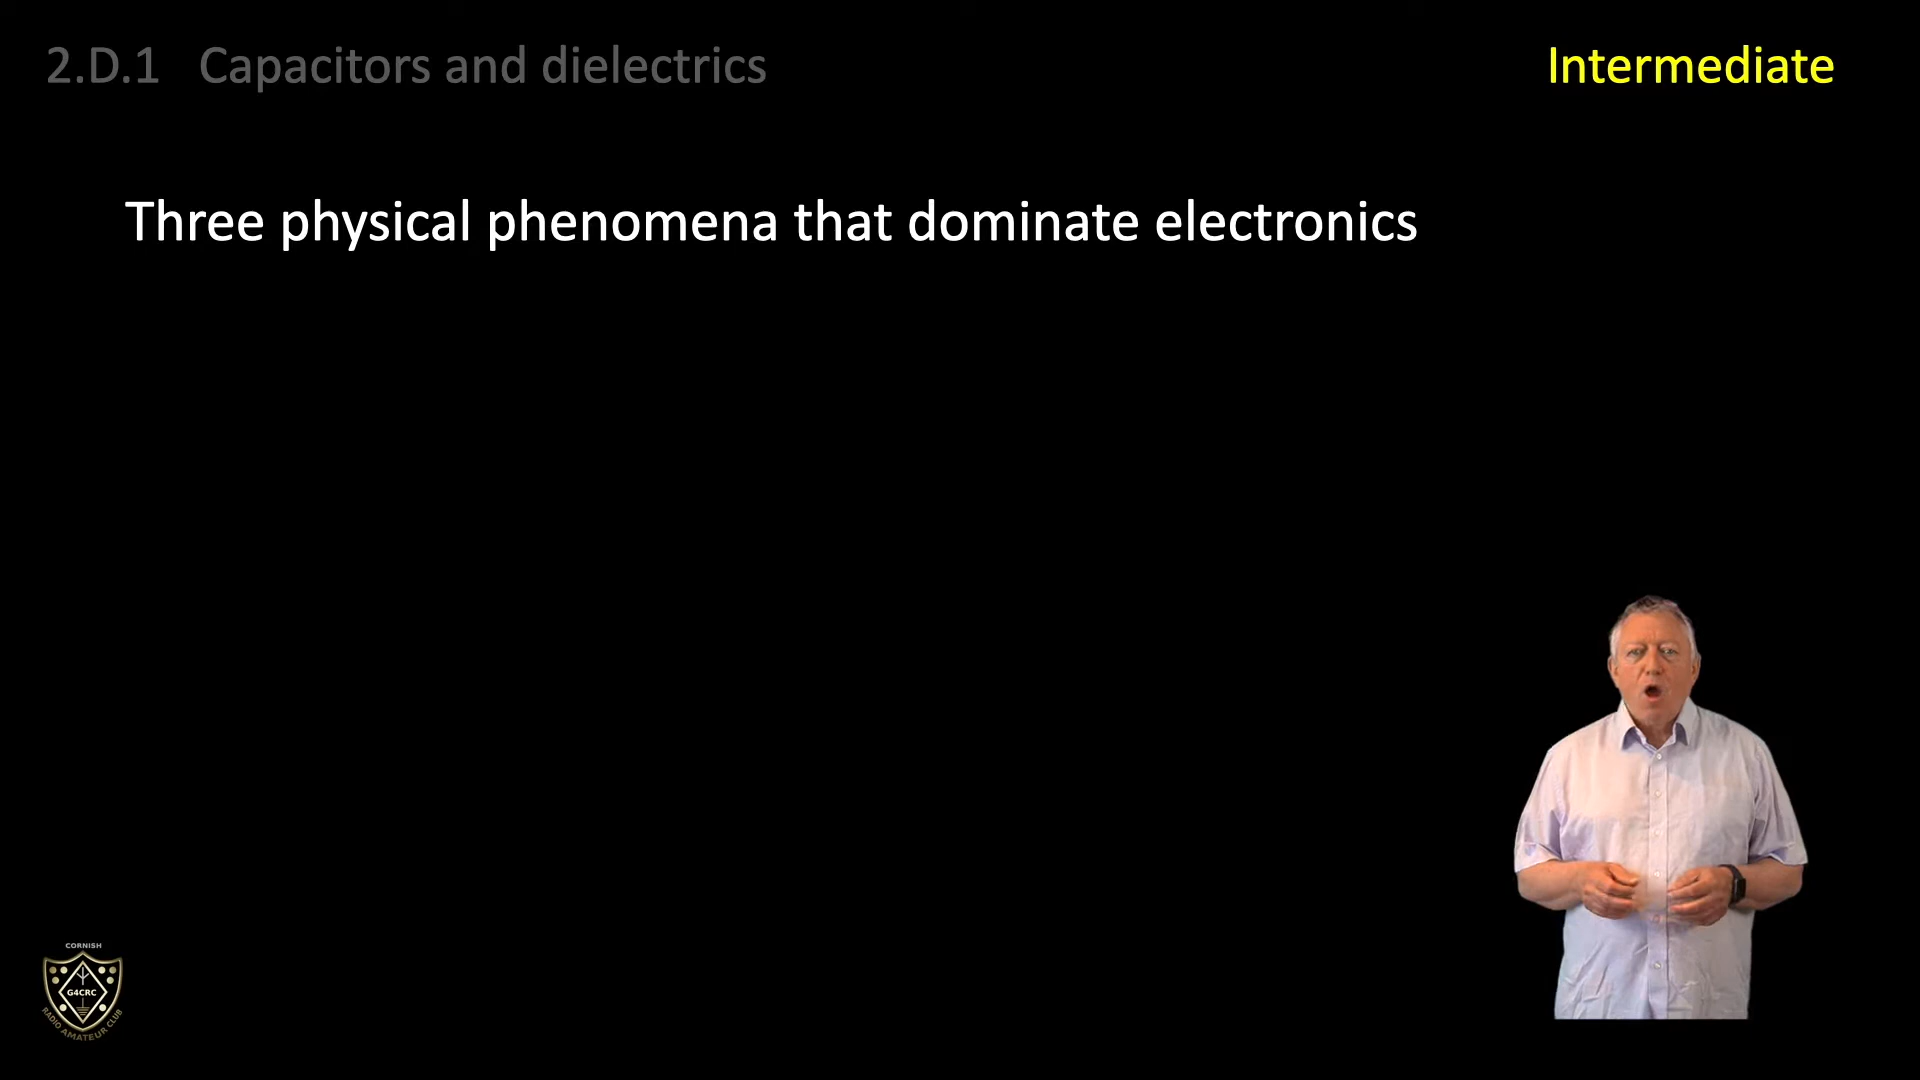 2.D.1 Capacitors and dielectrics
Intermediate
Three physical phenomena that dominate electronics
CORNISH
G4CRC
RADIO AMATEUR CLUB